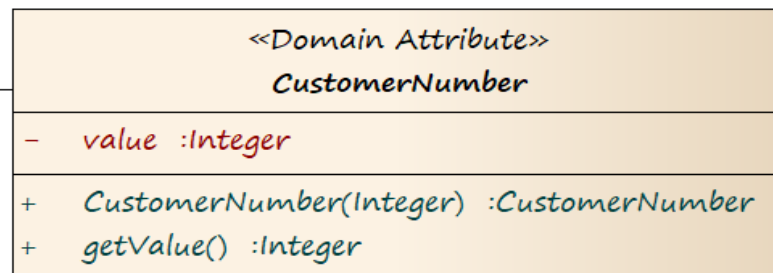 «Domain Attribute»
CustomerNumber
- value :Integer
+ CustomerNumber(Integer) :CustomerNumber
+ getValue() :Integer